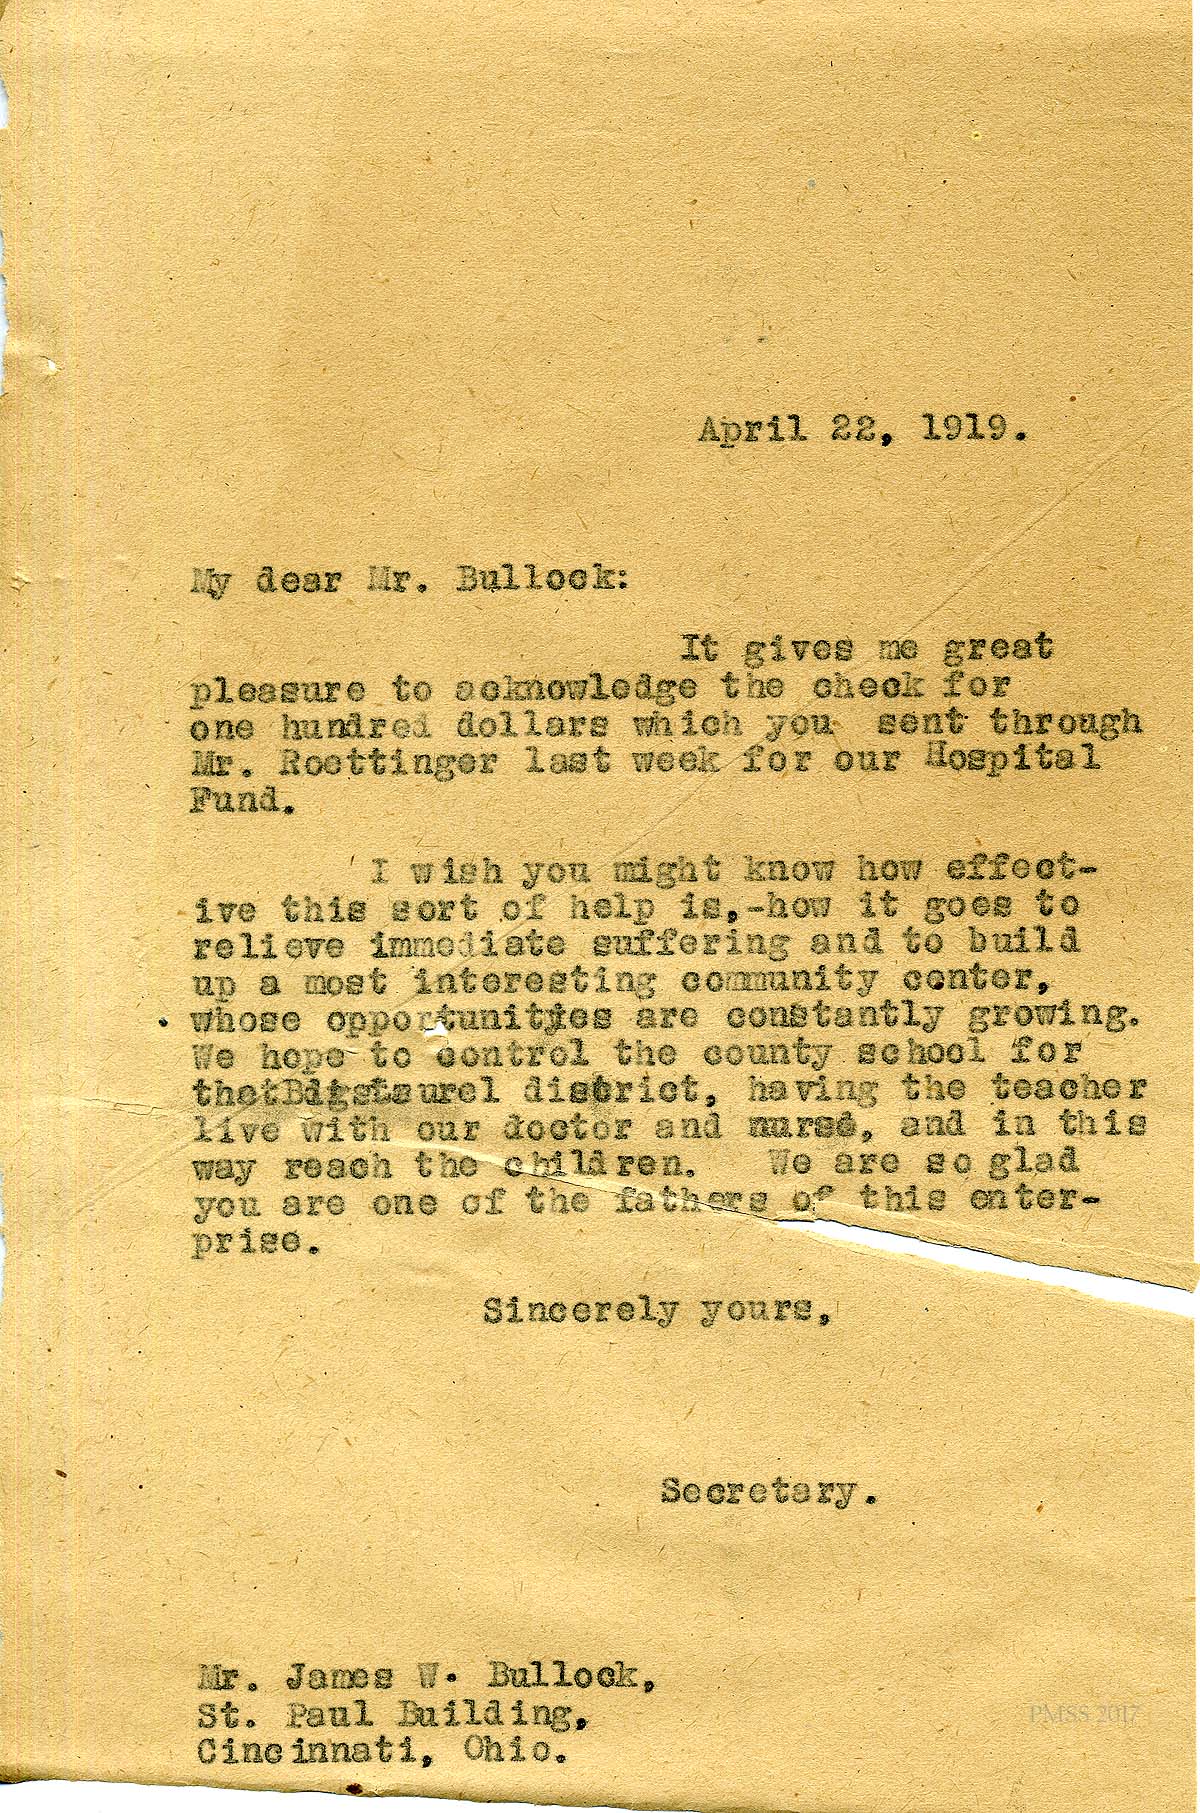 April 22, 1919.
My dear Mr. Bullock:
It gives me great
pleasure to acknowledge the check for
one hundred dollars which you sent through
Mr. Roettinger last week for our Hospital
Fund.
I wish you might know how effect-
ive this sort of help is,-how it goes to
relieve immediate suffering and to build
up a most interesting community center,
whose opportunities are constantly growing.
We hope to control the county school for
district, having the teacher
live with our doctor and nurse, and in this
way reach the children. We are so glad
you are one of the fathers of this enter-
prise.
Sincerely yours,
Secretary.
Mr. James W. Bullock,
St. Paul Building,
Cincinnati, Ohio.
PMSS 2017